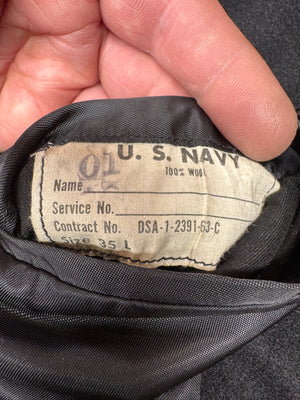 01 U. S. NAVY
100% WOOL
Name
Service No.
Contract No. DSA-1-2391-63-C
Size 35 L